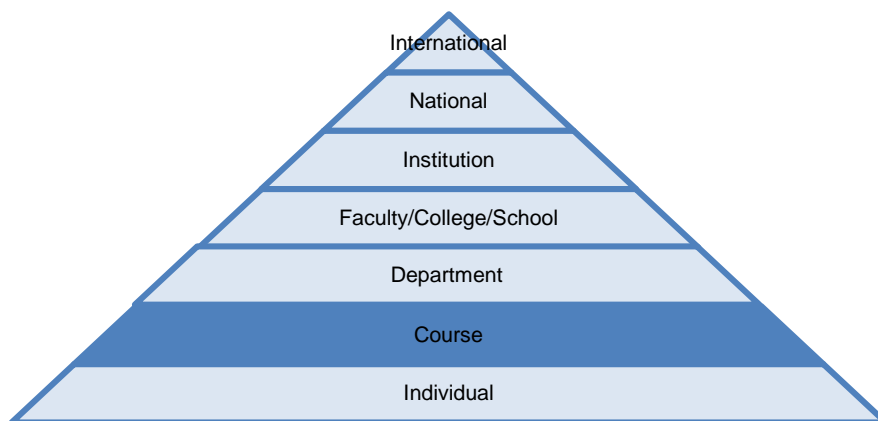 International
National
Institution
Faculty/College/School
Department
Course
Individual